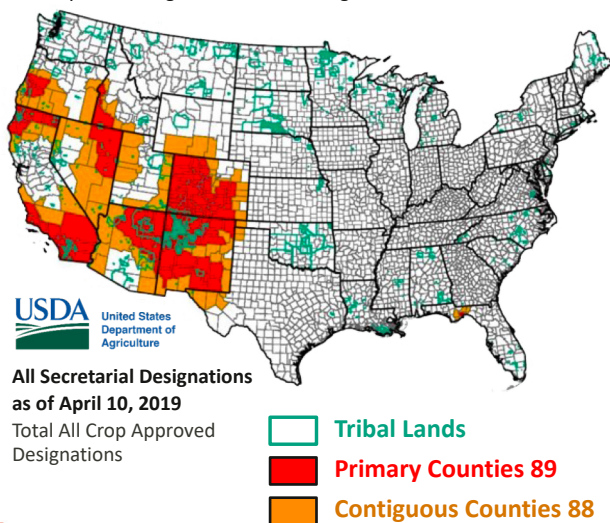 USDA
United States
Department of
Agriculture
All Secretarial Designations
as of April 10, 2019
Total All Crop Approved
Designations
Tribal Lands
Primary Counties 89
Contiguous Counties 88